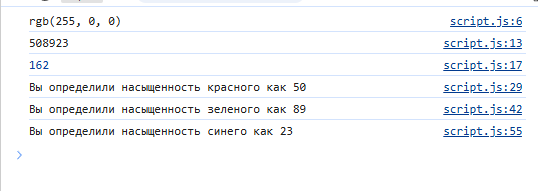 rgb(255, 0, 0) script.js:6
508923 script.js:13
162 script.js:17
Вы определили насыщенность красного как 50 script.js:29
Вы определили насыщенность зеленого как 89 script.js:42
Вы определили насыщенность синего как 23 script.js:55